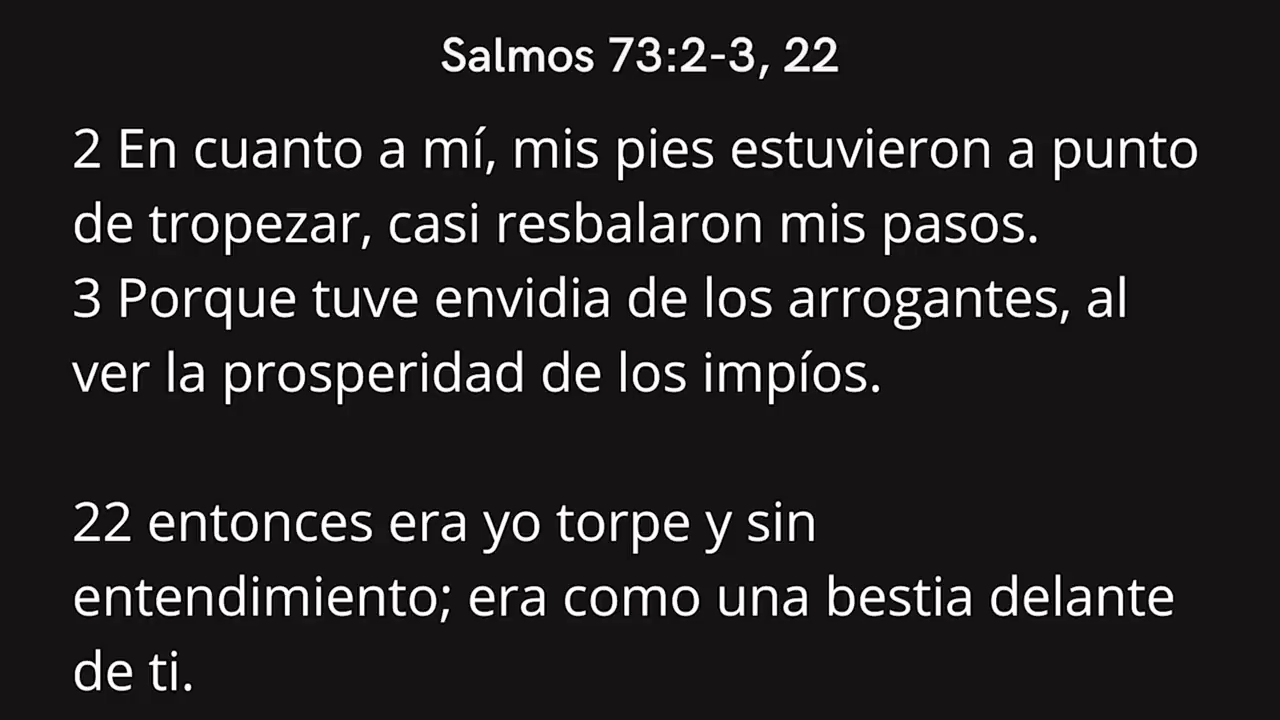 Salmos 73:2-3, 22
2 En cuanto a mí, mis pies estuvieron a punto
de tropezar, casi resbalaron mis pasos.
3 Porque tuve envidia de los arrogantes, al
ver la prosperidad de los impíos.
22 entonces era yo torpe y sin
entendimiento; era como una bestia delante
de ti.